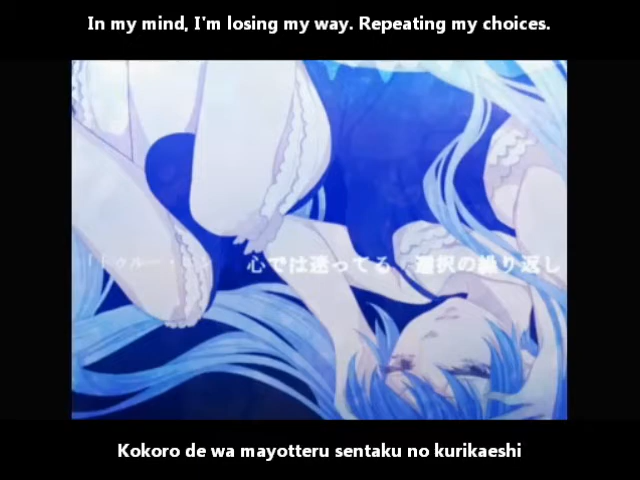 In my mind, I'm losing my way. Repeating my choices.
心では迷ってる 選択の繰り返し
Kokoro de wa mayotteru sentaku no kurikaeshi